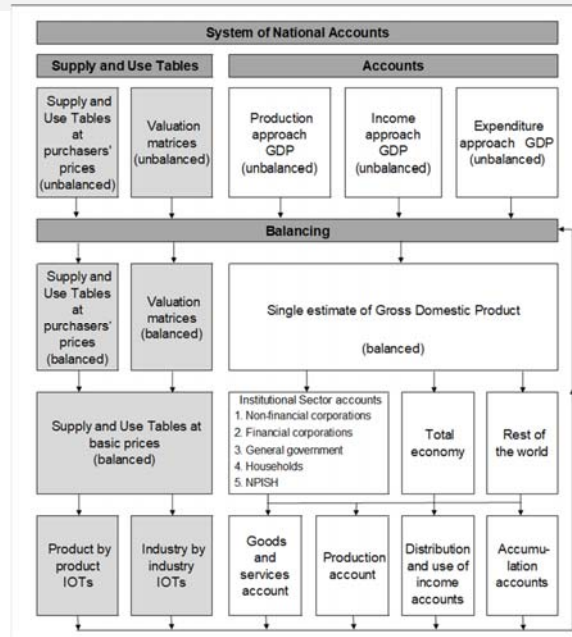 System of National Accounts
Supply and Use Tables
Accounts
Supply and
Use Tables
at
purchasers'
prices
(unbalanced)
Valuation
matrices
(unbalanced)
Production
approach
GDP
(unbalanced)
Income
approach
GDP
(unbalanced)
Expenditure
approach GDP
(unbalanced)
Balancing
Supply and
Use Tables
at
purchasers'
prices
(balanced)
Valuation
matrices
(balanced)
Single estimate of Gross Domestic Product
(balanced)
Supply and Use Tables at
basic prices
(balanced)
Institutional Sector accounts
1. Non-financial corporations
2. Financial corporations
3. General government
4. Households
5. NPISH
Total
economy
Rest of
the world
Product by
product
IOTs
Industry by
industry
IOTs
Goods
and
services
account
Production
account
Distribution
and use of
income
accounts
Accumu-
lation
accounts